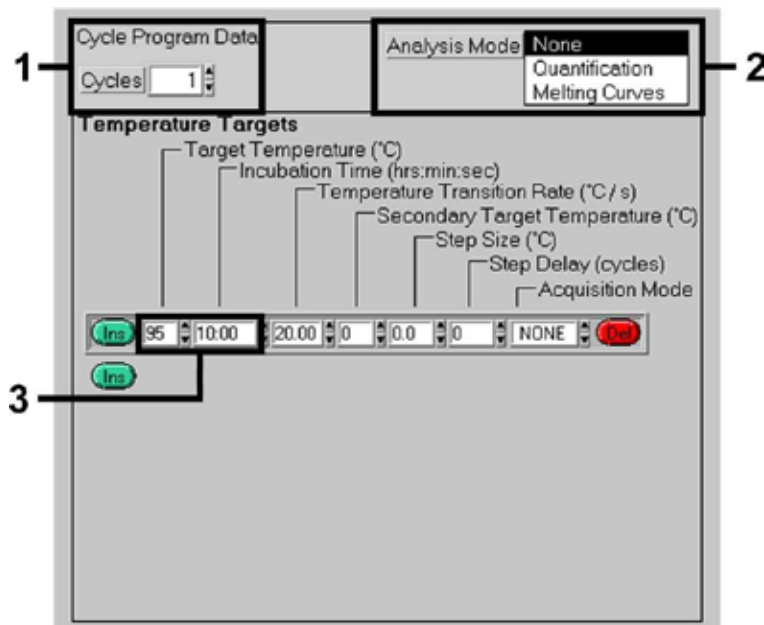 Cycle Program Data
Analysis Mode None
1
2
Cycles 1
Quantification
Melting Curves
Temperature Targets
Target Temperature (°C)
Incubation Time (hrs:min:sec)
Temperature Transition Rate (°C / s)
Secondary Target Temperature (°C)
Step Size (°C)
Step Delay (cycles)
Acquisition Mode
Ins 95 10:00 20.00 0 0.0 0 NONE Del
Ins
3